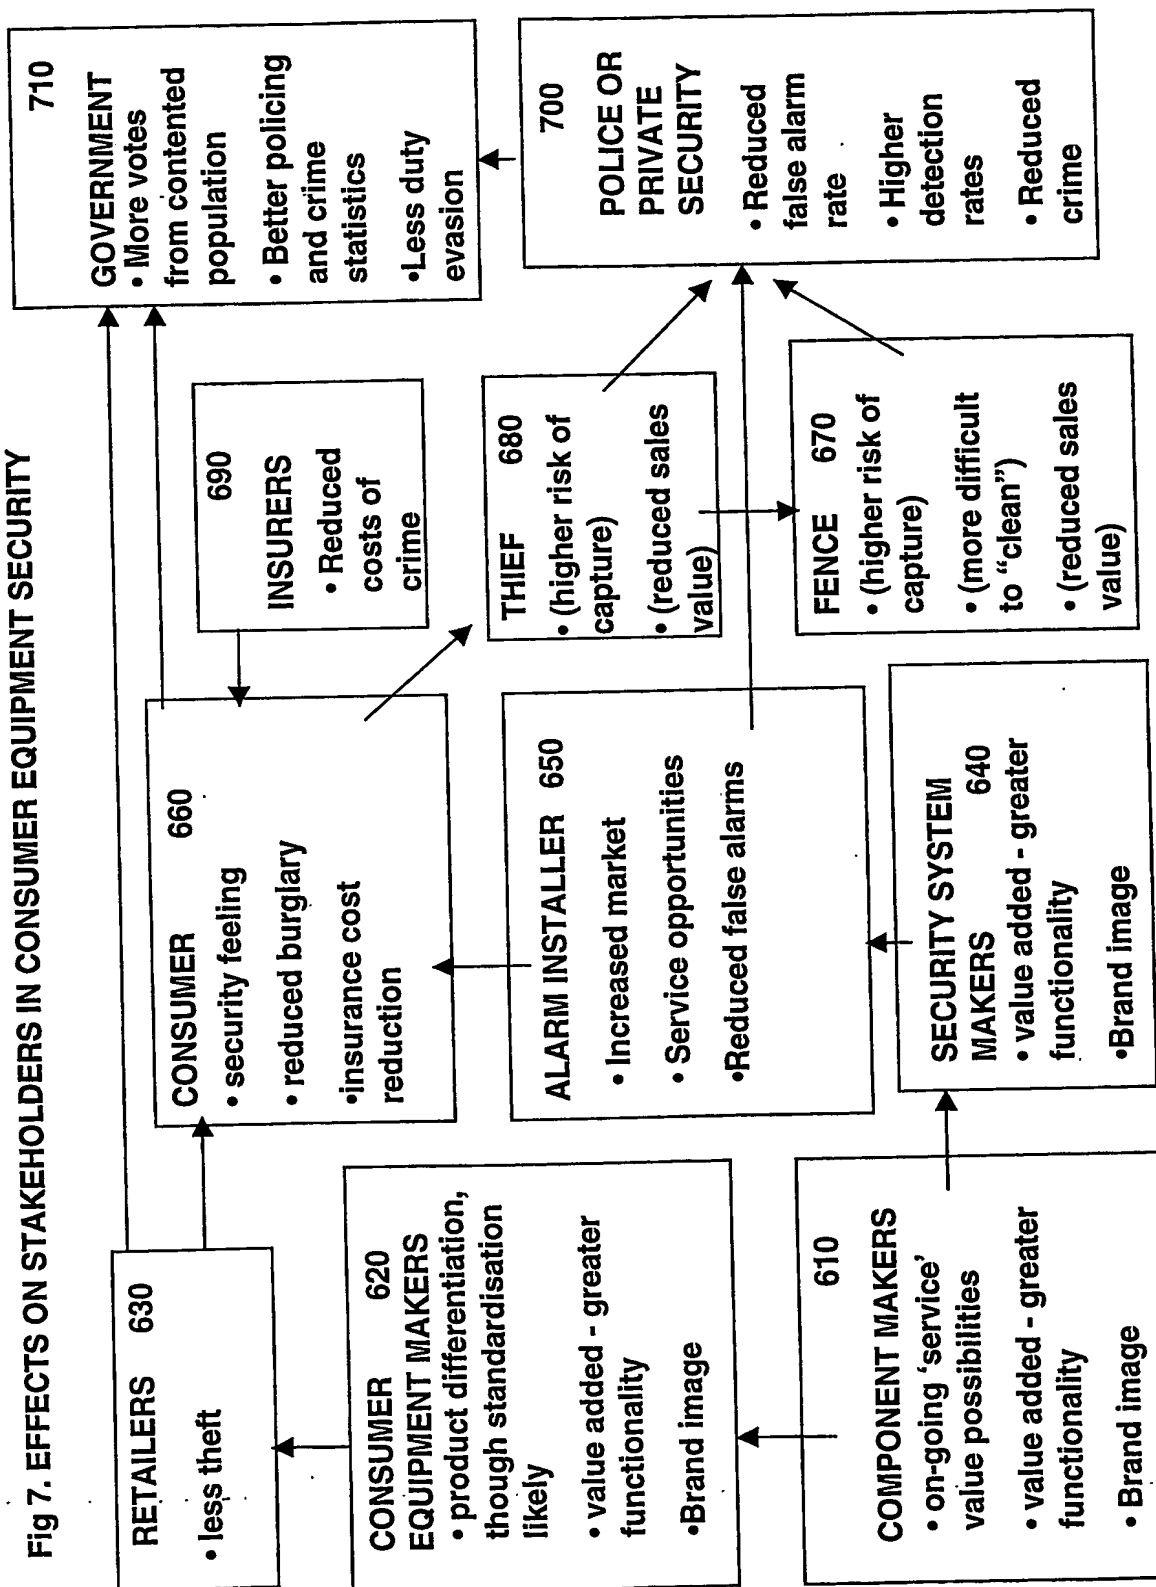 Fig 7. EFFECTS ON STAKEHOLDERS IN CONSUMER EQUIPMENT SECURITY
RETAILERS 630
• less theft
CONSUMER 620
EQUIPMENT MAKERS
• product differentiation,
though standardisation
likely
• value added - greater
functionality
•Brand image
610
COMPONENT MAKERS
• on-going ‘service’
value possibilities
• value added - greater
functionality
• Brand image
CONSUMER 660
• security feeling
• reduced burglary
•insurance cost
reduction
ALARM INSTALLER 650
• Increased market
• Service opportunities
•Reduced false alarms
SECURITY SYSTEM
MAKERS 640
• value added - greater
functionality
•Brand image
690
INSURERS
• Reduced
costs of
crime
THIEF 680
• (higher risk of
capture)
• (reduced sales
value)
FENCE 670
• (higher risk of
capture)
• (more difficult
to “clean”)
• (reduced sales
value)
710
GOVERNMENT
• More votes
from contented
population
• Better policing
and crime
statistics
•Less duty
evasion
700
POLICE OR
PRIVATE
SECURITY
• Reduced
false alarm
rate
• Higher
detection
rates
• Reduced
crime